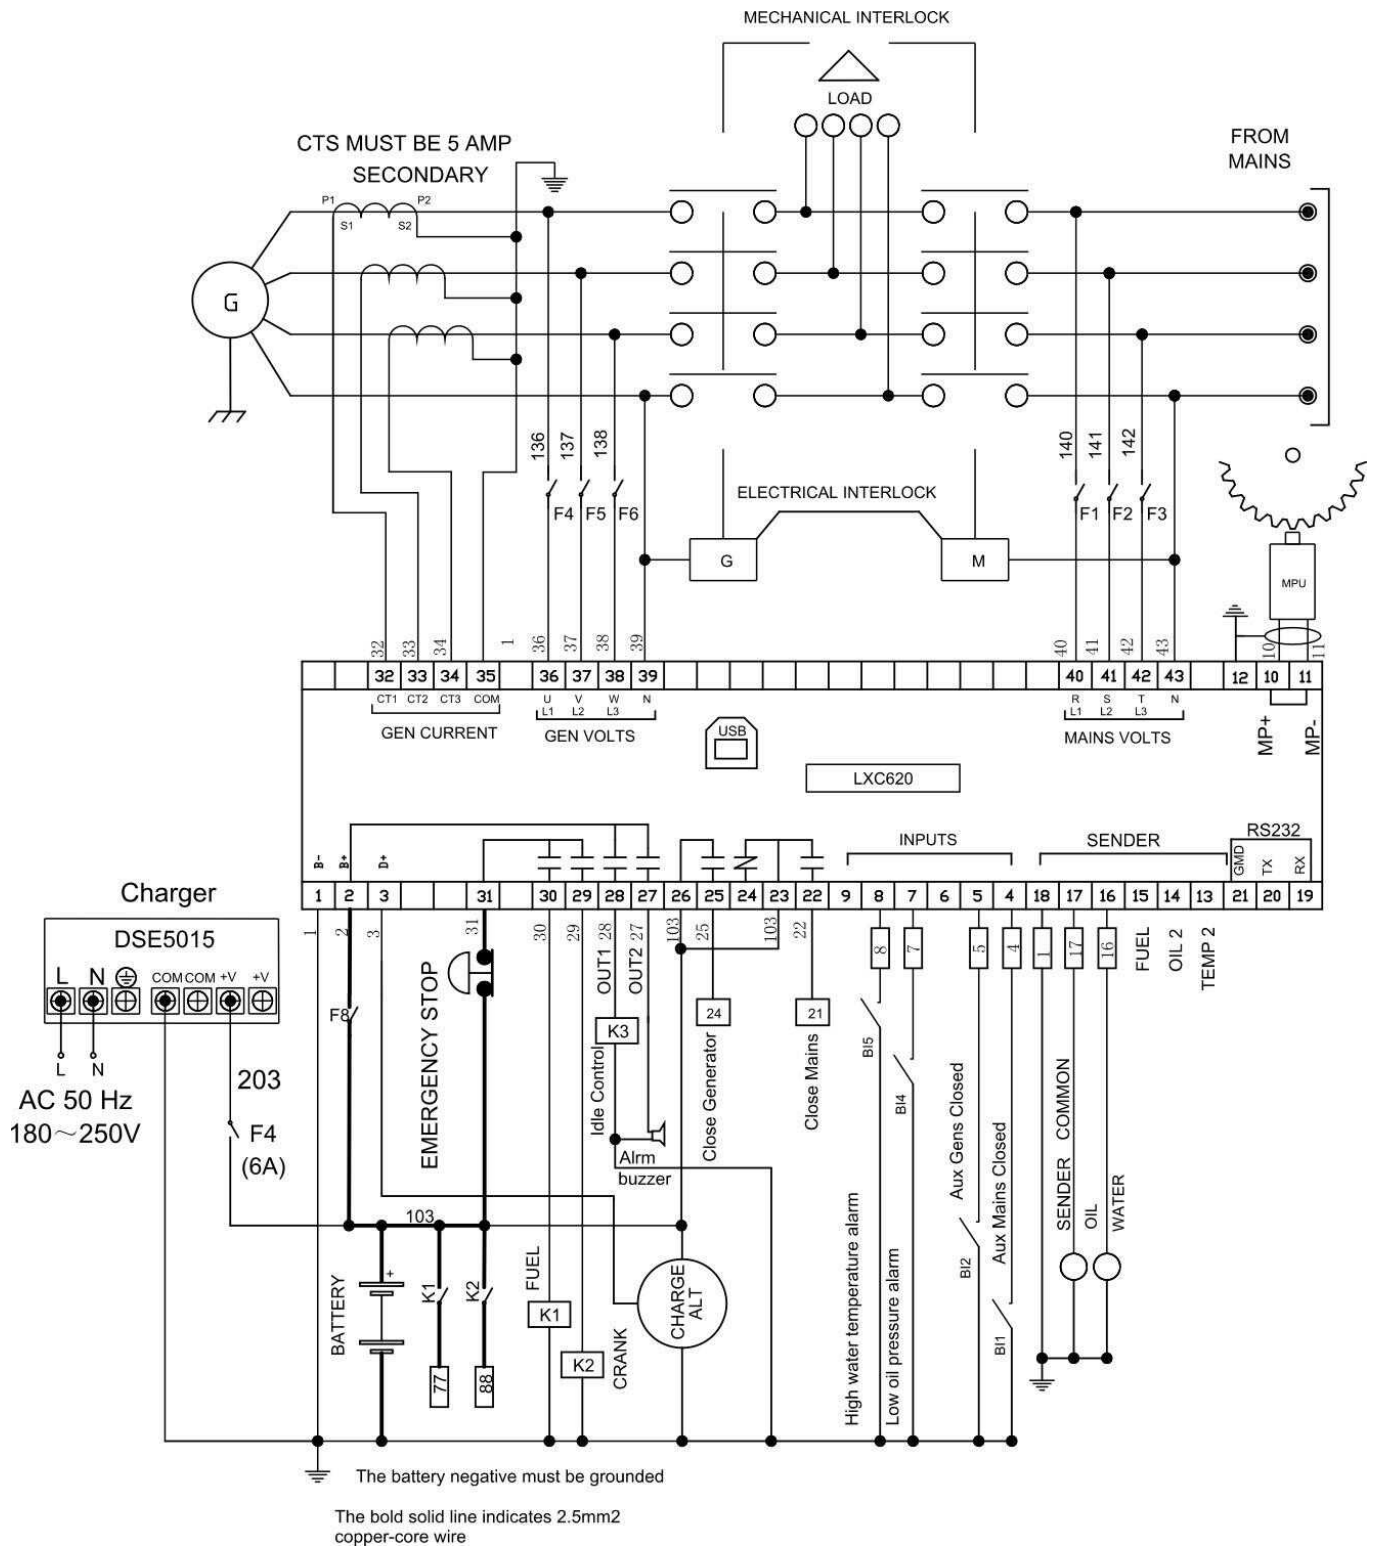 MECHANICAL INTERLOCK
LOAD
CTS MUST BE 5 AMP
SECONDARY
FROM
MAINS
P1
P2
S1
S2
G
136
137
138
140
141
142
F4
F5
F6
F1
F2
F3
ELECTRICAL INTERLOCK
G
M
MPU
32
33
34
1
36
37
38
39
40
41
42
43
10
11
32 33 34 35 36 37 38 39 40 41 42 43 12 10 11
CT1 CT2 CT3 COM U V W N R S T N
L1 L2 L3 L1 L2 L3
GEN CURRENT
GEN VOLTS
MAINS VOLTS
MP+
MP-
USB
LXC620
INPUTS
SENDER
RS232
GMD
TX
RX
B-
B+
D+
1 2 3 31 30 29 28 27 26 25 24 23 22 9 8 7 6 5 4 18 17 16 15 14 13 21 20 19
Charger
DSE5015
L N COM COM +V +V
L N
AC 50 Hz
180～250V
203
F4
(6A)
1
2
3
31
30
29
28
27
103
25
103
22
8
7
5
4
1
17
16
OUT1
OUT2
FUEL
OIL 2
TEMP 2
F8
EMERGENCY STOP
K3
Idle Control
24
Close Generator
21
Close Mains
Alrm
buzzer
BI5
BI4
Aux Gens Closed
BI2
Aux Mains Closed
BI1
SENDER COMMON
OIL
WATER
103
BATTERY
+
K1
K2
77
88
FUEL
K1
K2
CRANK
CHARGE
ALT
High water temperature alarm
Low oil pressure alarm
The battery negative must be grounded
The bold solid line indicates 2.5mm2
copper-core wire